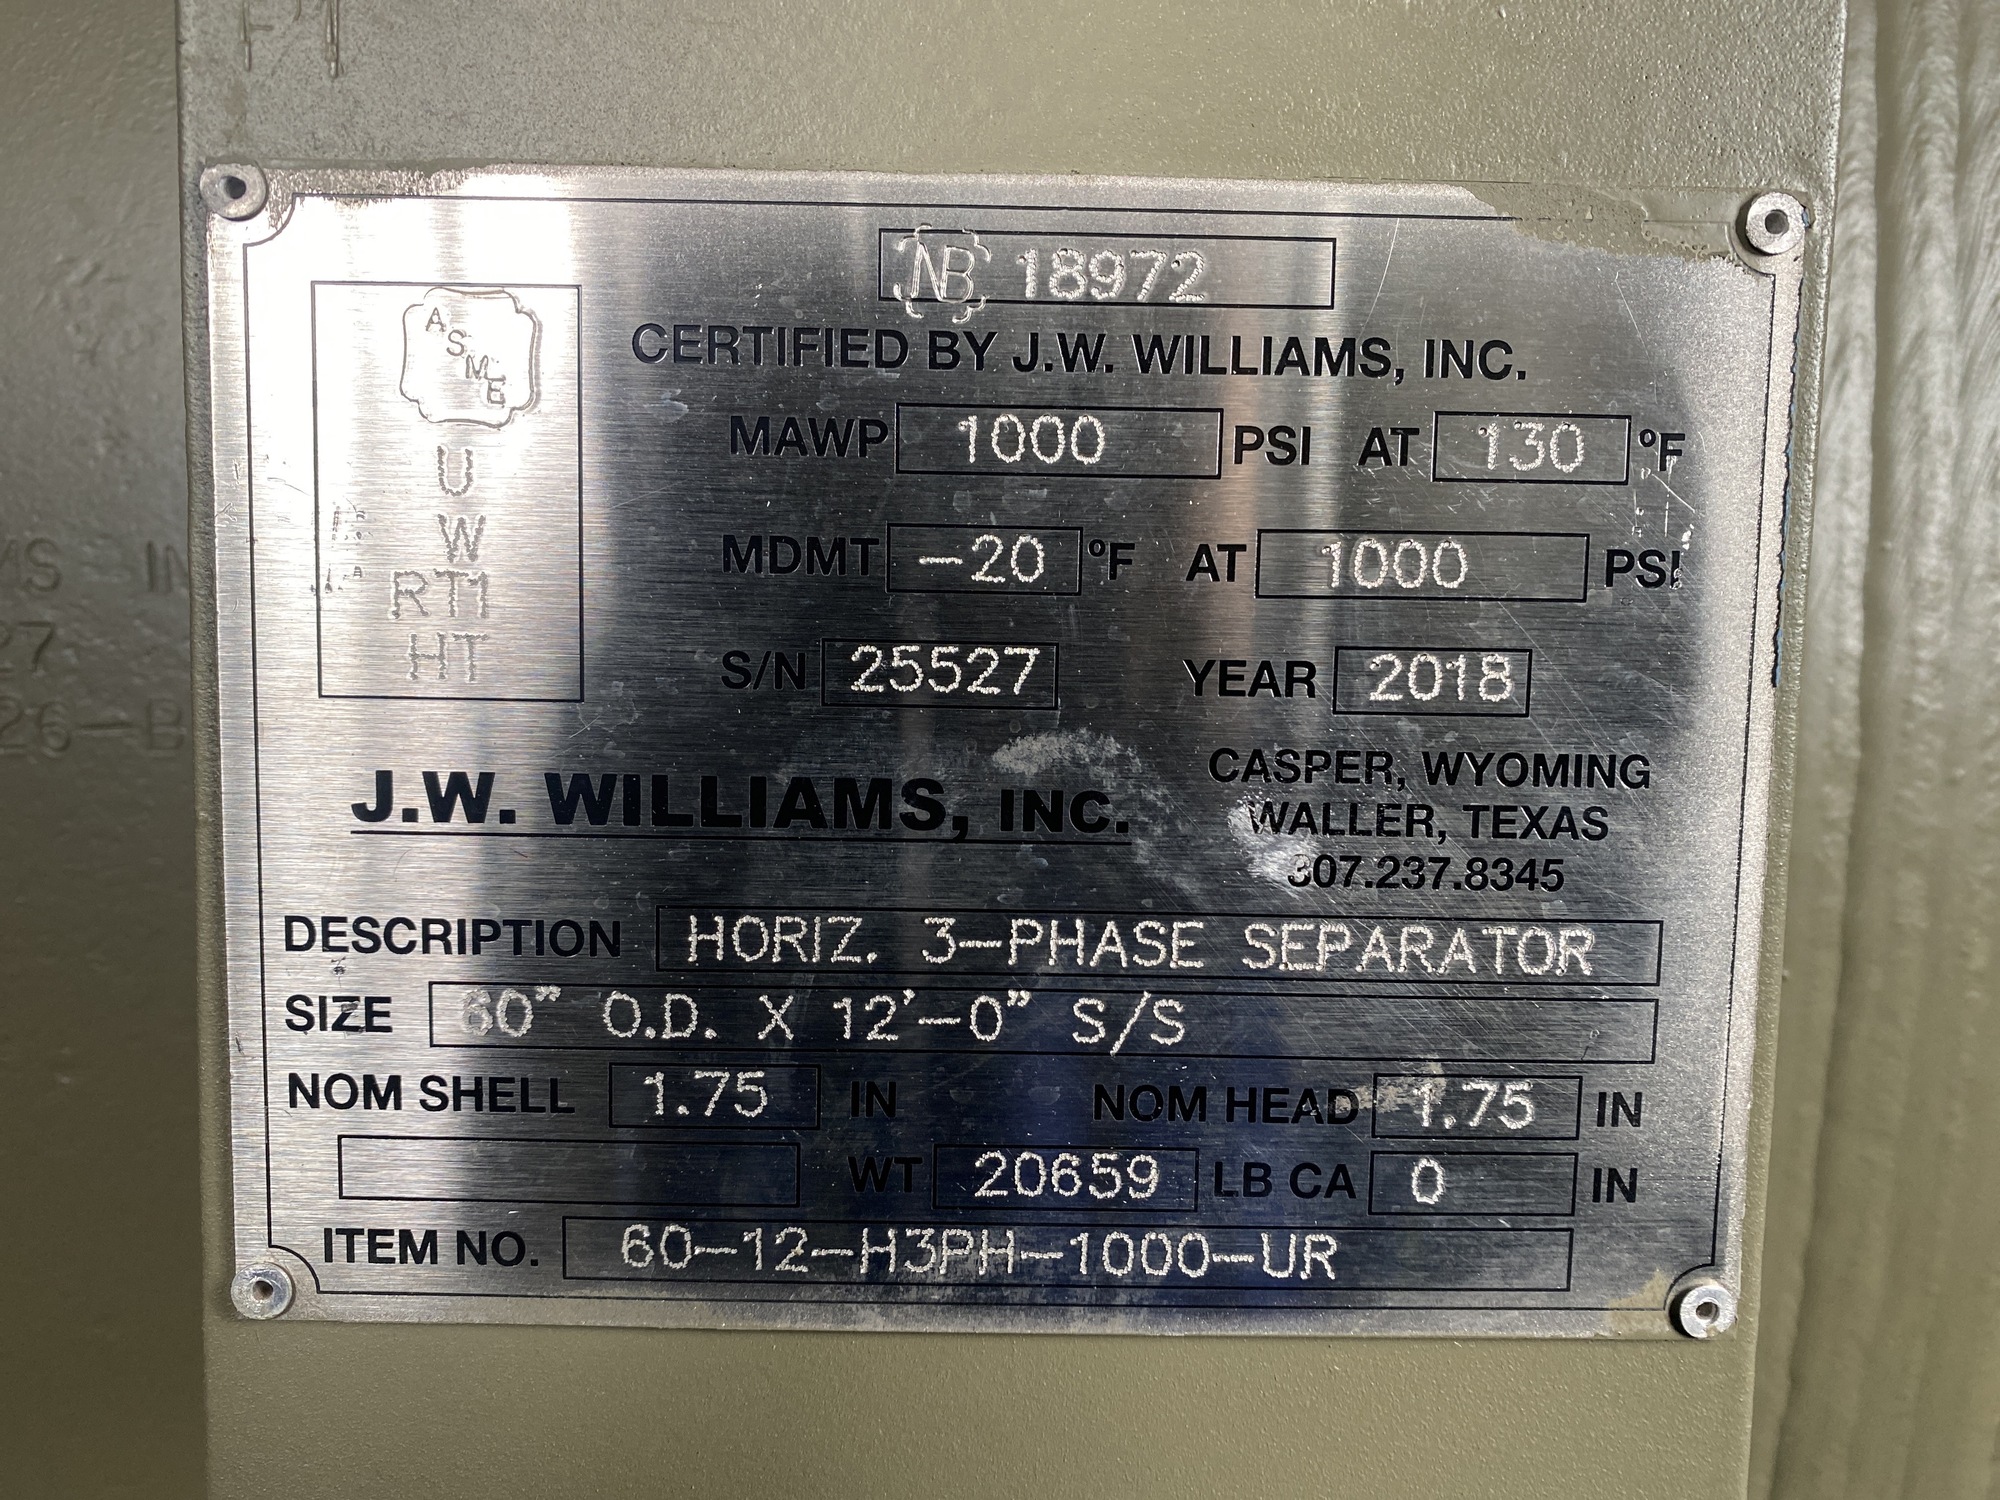 NB 18972
ASME
U
W
RT1
HT
CERTIFIED BY J.W. WILLIAMS, INC.
MAWP 1000 PSI AT 130 °F
MDMT -20 °F AT 1000 PSI
S/N 25527 YEAR 2018
J.W. WILLIAMS, INC.
CASPER, WYOMING
WALLER, TEXAS
307.237.8345
DESCRIPTION HORIZ. 3-PHASE SEPARATOR
SIZE 60" O.D. X 12'-0" S/S
NOM SHELL 1.75 IN NOM HEAD 1.75 IN
WT 20659 LB CA 0 IN
ITEM NO. 60-12-H3PH-1000-UR